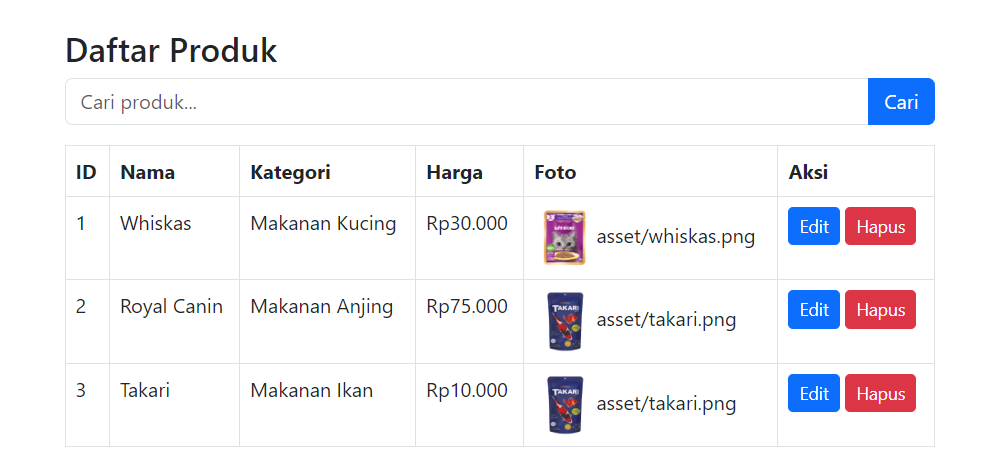 Daftar Produk
Cari produk... Cari
ID Nama Kategori Harga Foto Aksi
1 Whiskas Makanan Kucing Rp30.000 asset/whiskas.png Edit Hapus
2 Royal Canin Makanan Anjing Rp75.000 TAKARI asset/takari.png Edit Hapus
3 Takari Makanan Ikan Rp10.000 TAKARI asset/takari.png Edit Hapus